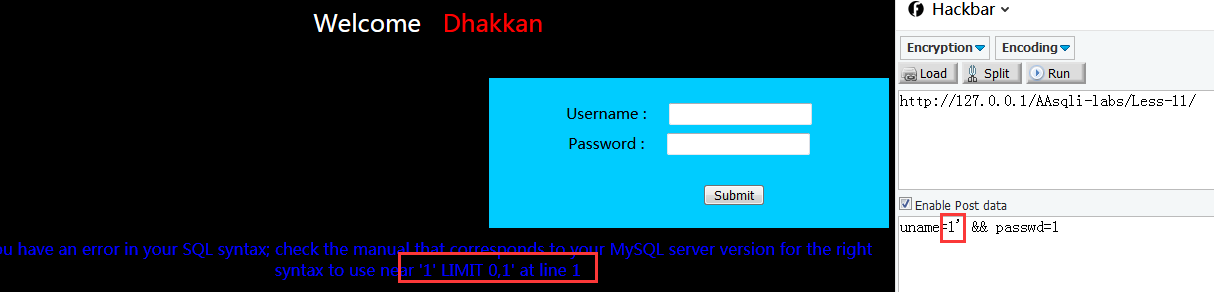 Welcome Dhakkan
Username :
Password :
Submit
ou have an error in your SQL syntax; check the manual that corresponds to your MySQL server version for the right
syntax to use near '1' LIMIT 0,1' at line 1
Hackbar
Encryption Encoding
Load Split Run
http://127.0.0.1/AAsqli-labs/Less-11/
Enable Post data
uname=1' && passwd=1